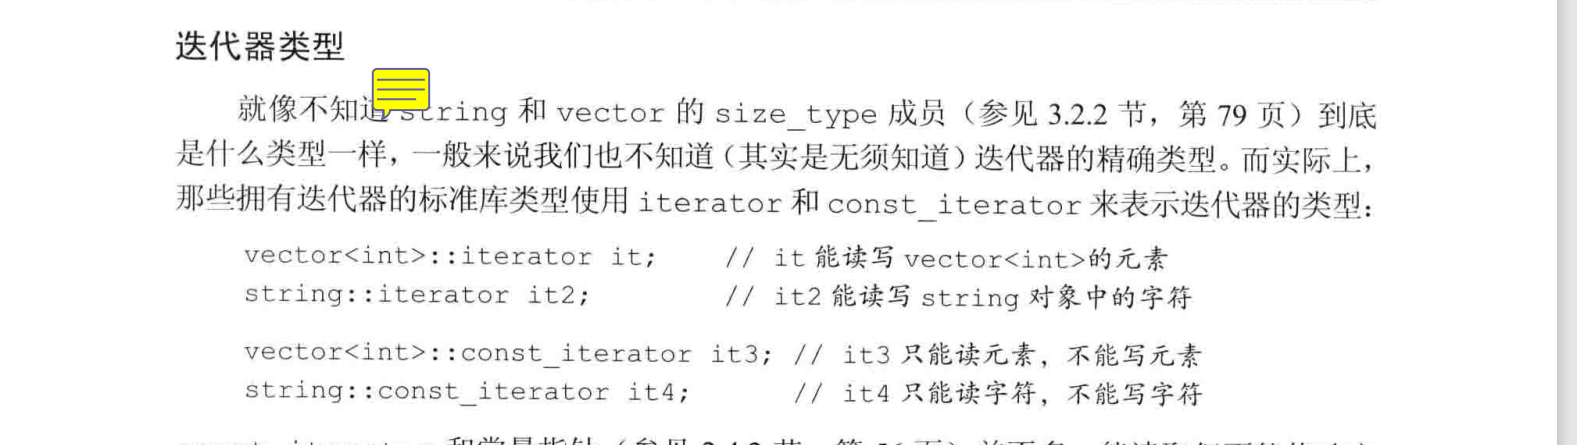 迭代器类型
就像不知道string 和 vector 的 size_type 成员（参见 3.2.2 节，第 79 页）到底
是什么类型一样，一般来说我们也不知道（其实是无须知道）迭代器的精确类型。而实际上，
那些拥有迭代器的标准库类型使用 iterator 和 const_iterator 来表示迭代器的类型：
vector<int>::iterator it; // it 能读写 vector<int>的元素
string::iterator it2; // it2 能读写 string 对象中的字符
vector<int>::const_iterator it3; // it3 只能读元素，不能写元素
string::const_iterator it4; // it4 只能读字符，不能写字符